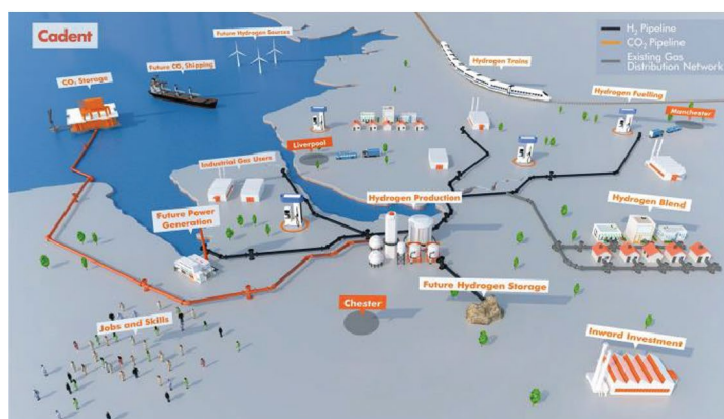 Cadent
Future Hydrogen Sources
H₂ Pipeline
CO₂ Pipeline
Existing Gas
Distribution Network
CO₂ Storage
Future CO₂ Shipping
Hydrogen Trains
Hydrogen Fuelling
Manchester
Liverpool
Industrial Gas Users
Hydrogen Production
Hydrogen Blend
Future Power
Generation
Future Hydrogen Storage
Chester
Jobs and Skills
Inward Investment